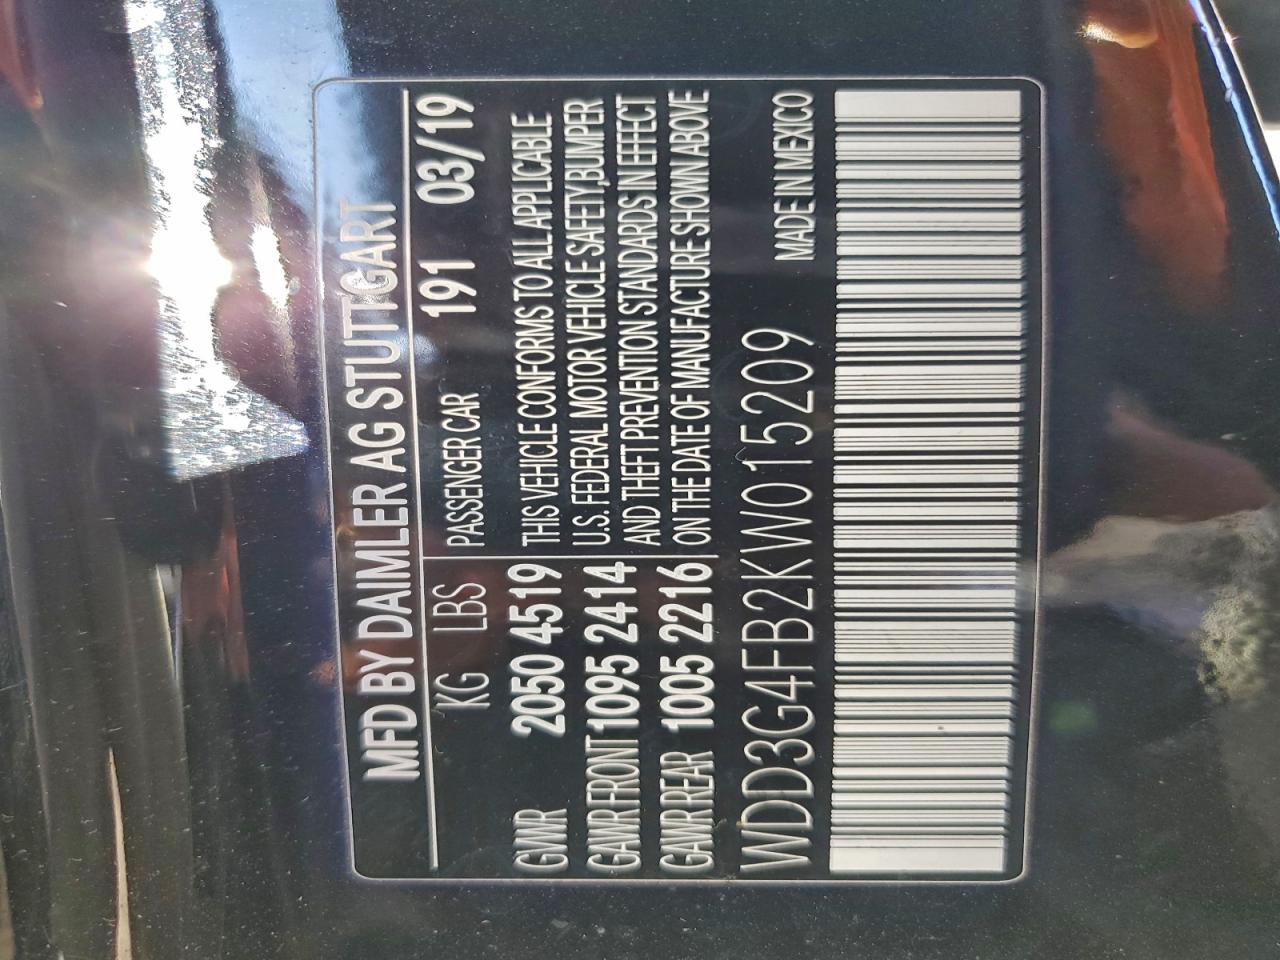 MFD BY DAIMLER AG STUTTGART
KG LBS PASSENGER CAR 191 03/19
GVWR 2050 4519 THIS VEHICLE CONFORMS TO ALL APPLICABLE
GAWR FRONT 1095 2414 U.S. FEDERAL MOTOR VEHICLE SAFETY,BUMPER
AND THEFT PREVENTION STANDARDS IN EFFECT
GAWR REAR 1005 2216 ON THE DATE OF MANUFACTURE SHOWN ABOVE
WDD3G4FB2KW015209 MADE IN MEXICO